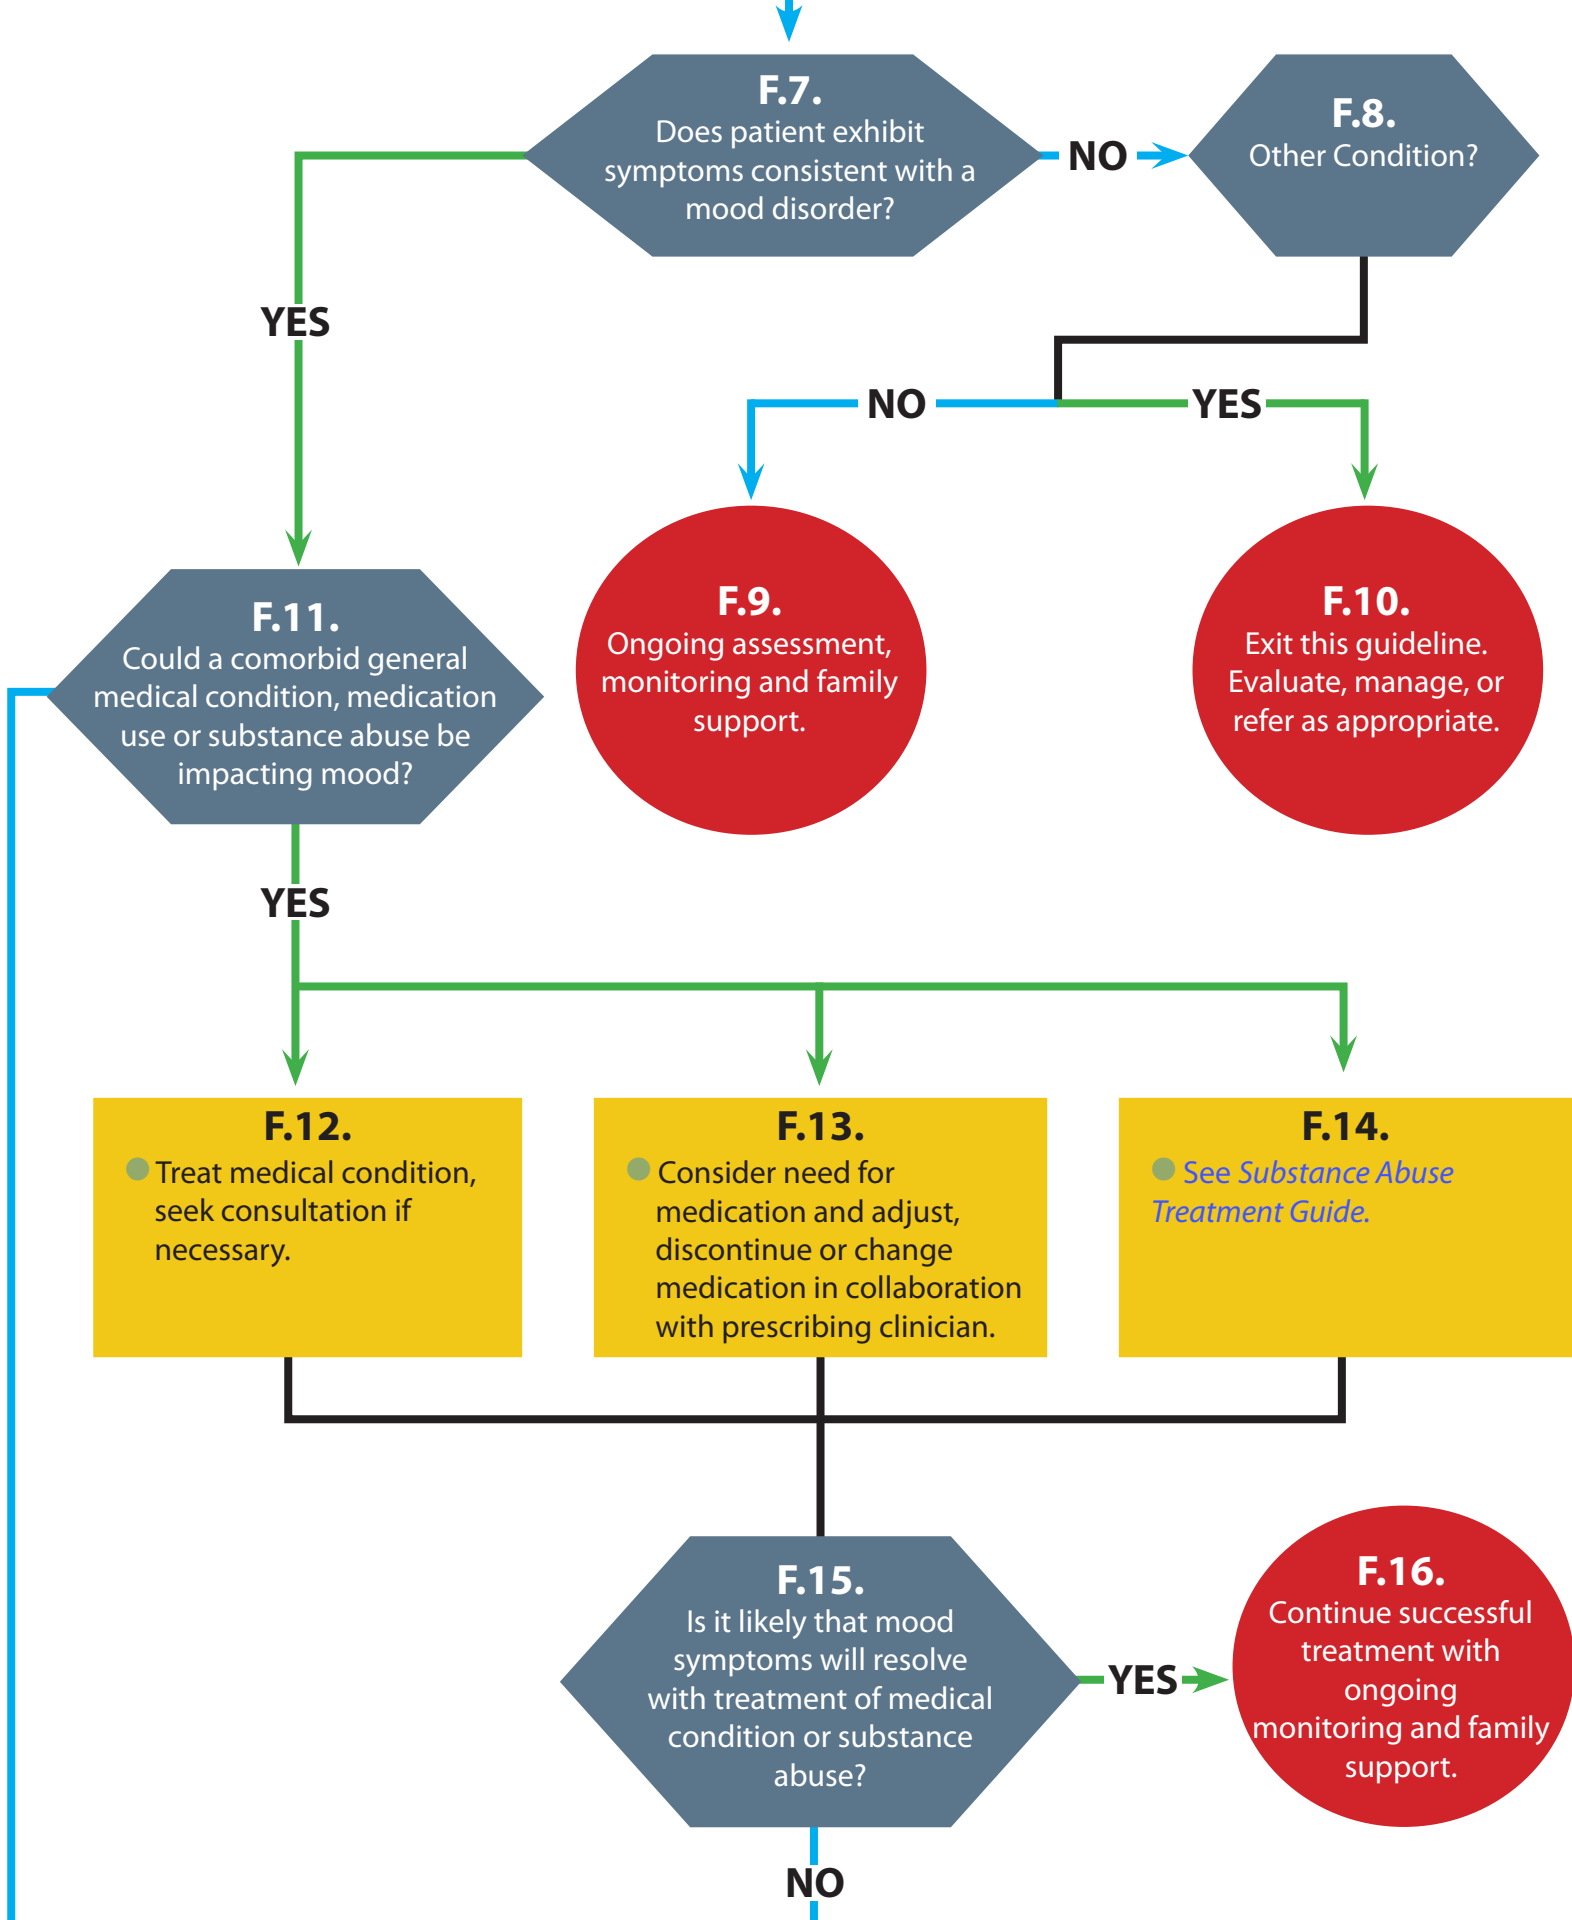 F.7.
Does patient exhibit
symptoms consistent with a
mood disorder?
NO
F.8.
Other Condition?
YES
NO
YES
F.9.
Ongoing assessment,
monitoring and family
support.
F.10.
Exit this guideline.
Evaluate, manage, or
refer as appropriate.
F.11.
Could a comorbid general
medical condition, medication
use or substance abuse be
impacting mood?
YES
F.12.
Treat medical condition,
seek consultation if
necessary.
F.13.
Consider need for
medication and adjust,
discontinue or change
medication in collaboration
with prescribing clinician.
F.14.
See Substance Abuse
Treatment Guide.
F.15.
Is it likely that mood
symptoms will resolve
with treatment of medical
condition or substance
abuse?
YES
F.16.
Continue successful
treatment with
ongoing
monitoring and family
support.
NO